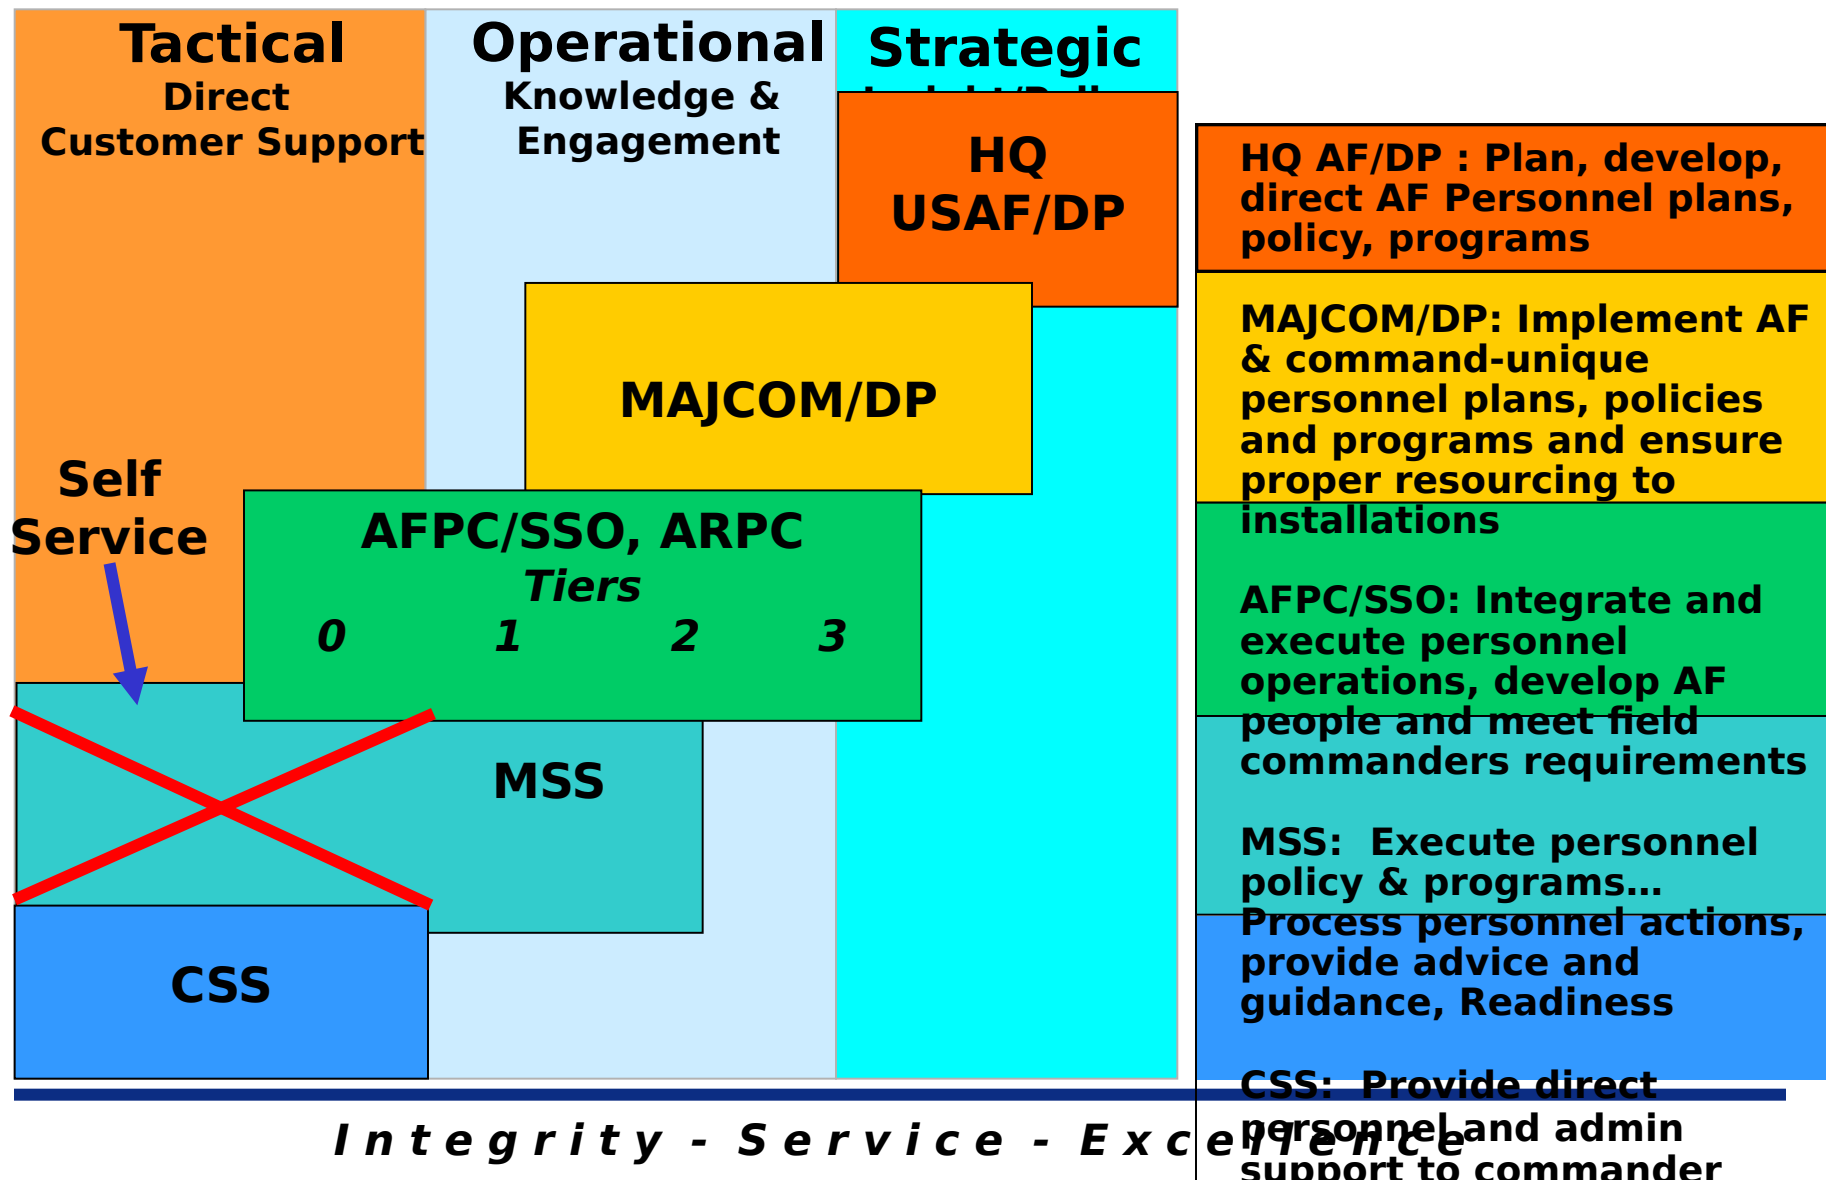 Tactical
Direct
Customer Support
Operational
Knowledge &
Engagement
Strategic
HQ
USAF/DP
MAJCOM/DP
Self
Service
AFPC/SSO, ARPC
Tiers
0 1 2 3
MSS
CSS
HQ AF/DP : Plan, develop,
direct AF Personnel plans,
policy, programs
MAJCOM/DP: Implement AF
& command-unique
personnel plans, policies
and programs and ensure
proper resourcing to
installations
AFPC/SSO: Integrate and
execute personnel
operations, develop AF
people and meet field
commanders requirements
MSS: Execute personnel
policy & programs…
Process personnel actions,
provide advice and
guidance, Readiness
CSS: Provide direct
personnel and admin
support to commander
Integrity - Service - Excellence